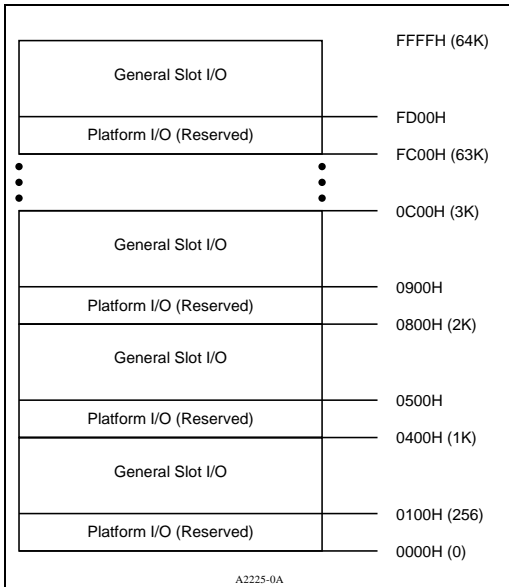 FFFFH (64K)
General Slot I/O
FD00H
Platform I/O (Reserved)
FC00H (63K)
0C00H (3K)
General Slot I/O
0900H
Platform I/O (Reserved)
0800H (2K)
General Slot I/O
0500H
Platform I/O (Reserved)
0400H (1K)
General Slot I/O
0100H (256)
Platform I/O (Reserved)
0000H (0)
A2225-0A